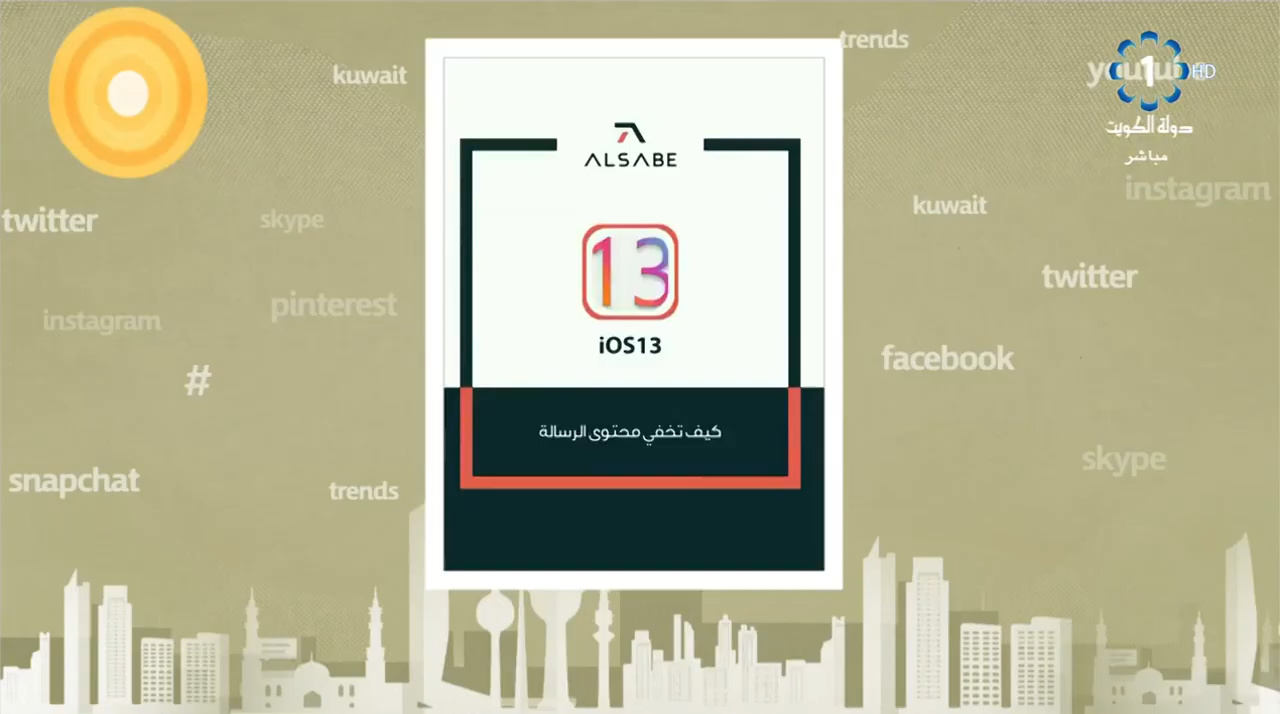 trends
kuwait
1
HD
دولة الكويت
مباشر
ALSABE
instagram
kuwait
twitter
skype
13
twitter
pinterest
instagram
iOS13
facebook
#
كيف تخفي محتوى الرسالة
skype
snapchat
trends